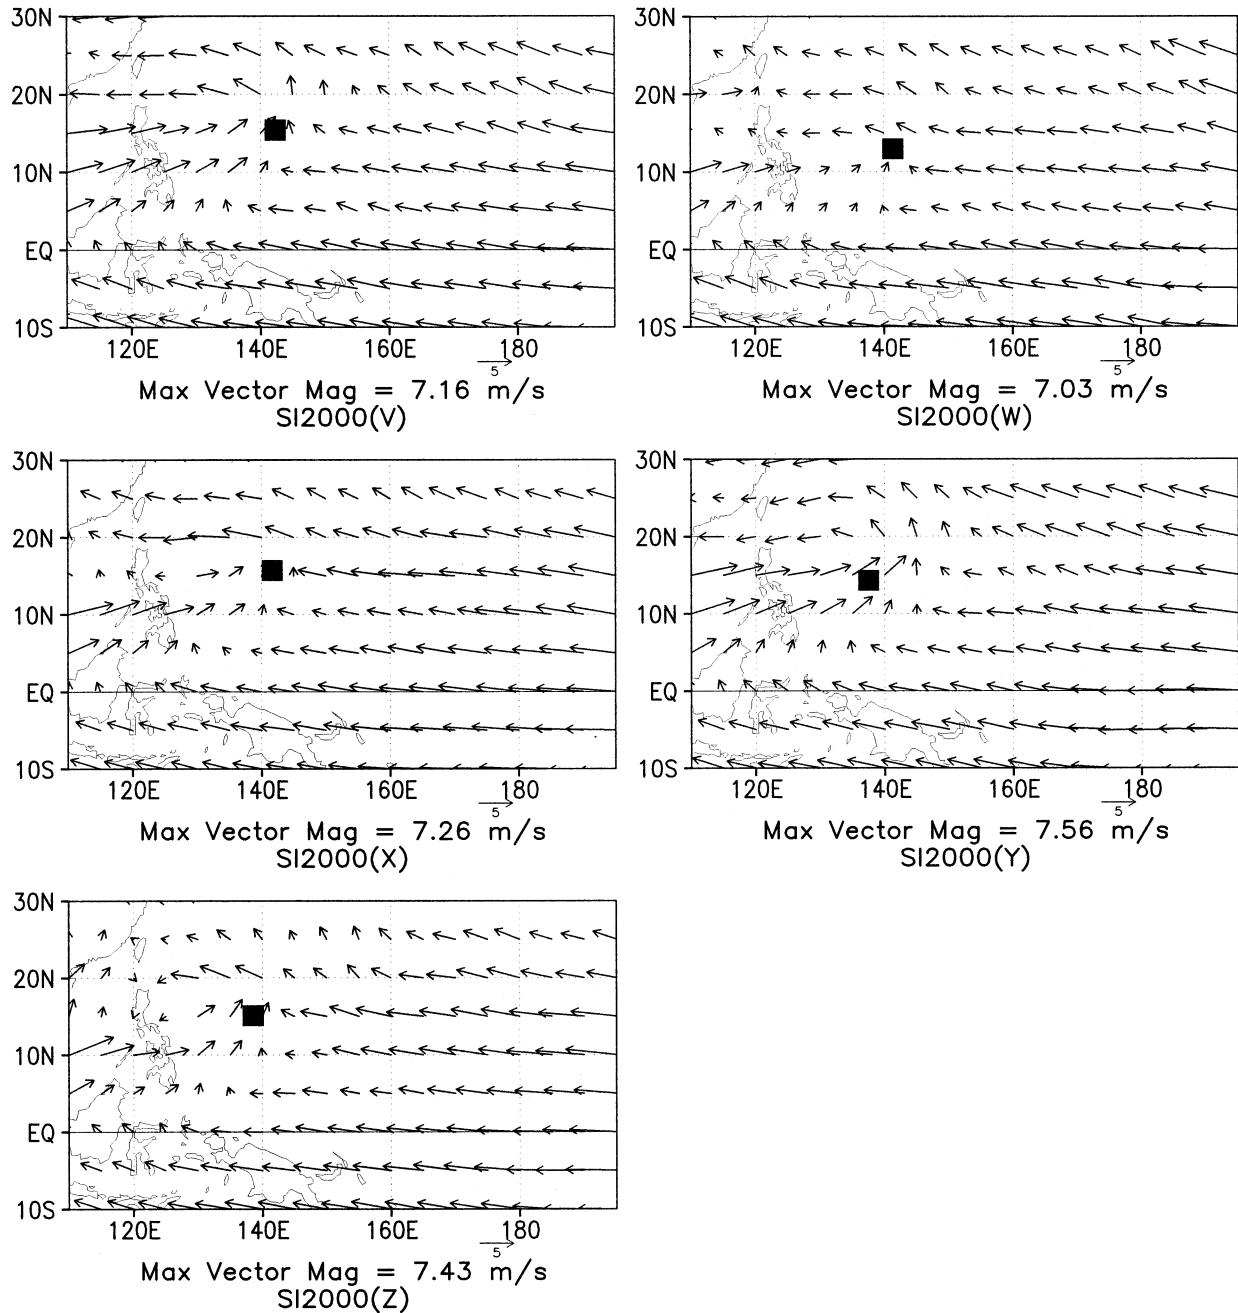 30N
20N
10N
EQ
10S
120E 140E 160E 180
5
Max Vector Mag = 7.16 m/s
SI2000(V)
30N
20N
10N
EQ
10S
120E 140E 160E 180
5
Max Vector Mag = 7.03 m/s
SI2000(W)
30N
20N
10N
EQ
10S
120E 140E 160E 180
5
Max Vector Mag = 7.26 m/s
SI2000(X)
30N
20N
10N
EQ
10S
120E 140E 160E 180
5
Max Vector Mag = 7.56 m/s
SI2000(Y)
30N
20N
10N
EQ
10S
120E 140E 160E 180
5
Max Vector Mag = 7.43 m/s
SI2000(Z)